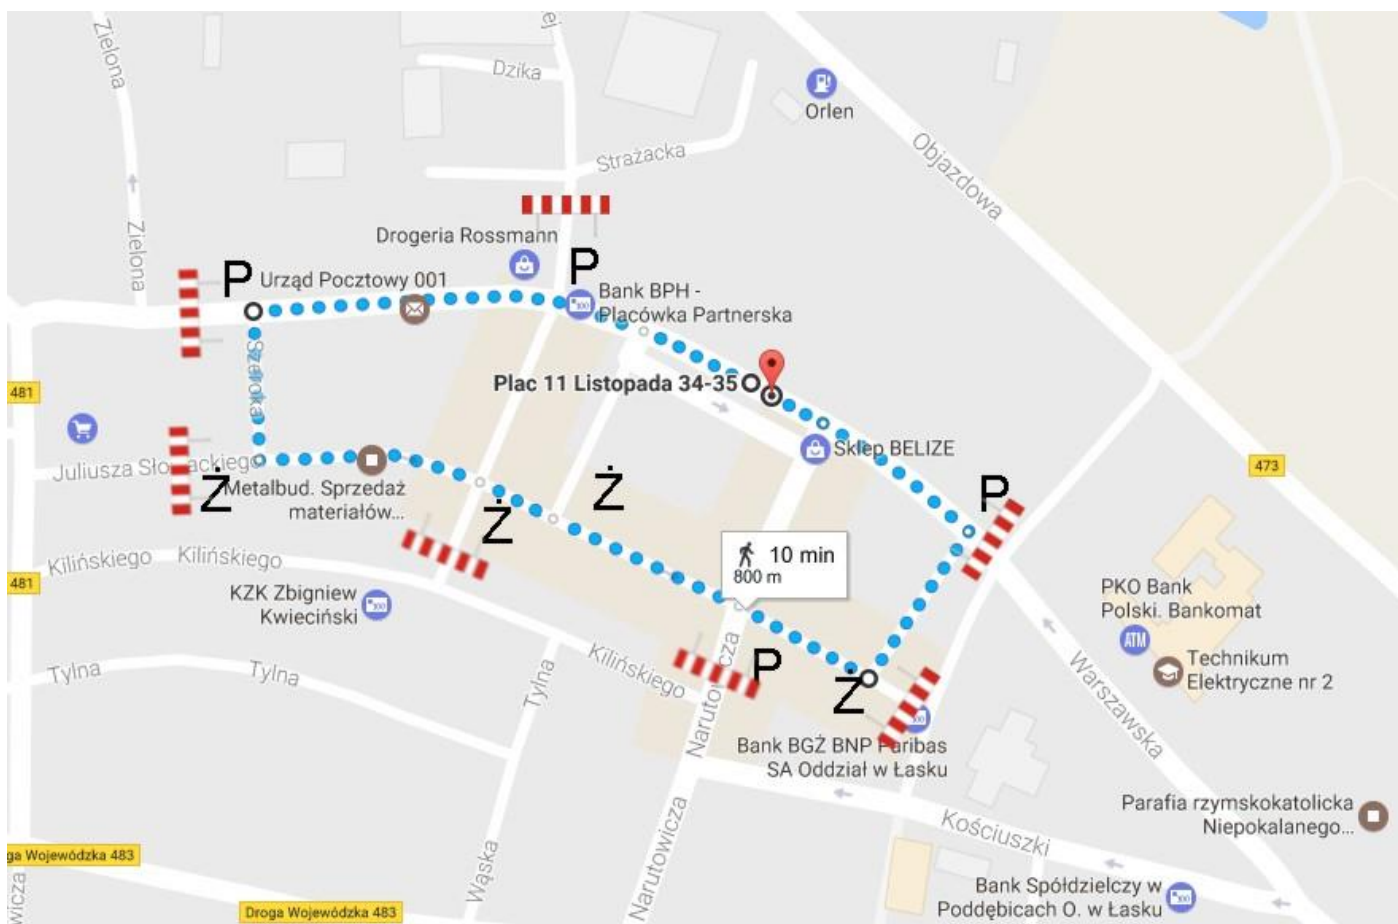 Zielona
Dzika
Orlen
Strażacka
Objazdowa
Zielona
Drogeria Rossmann
P
Urząd Pocztowy 001
P
Bank BPH -
Placówka Partnerska
Szeroka
481
Plac 11 Listopada 34-35
Sklep BELIZE
473
Juliusza Słowackiego
Ż
Metalbud. Sprzedaż
materiałów...
Ż
Ż
P
10 min
800 m
Kilińskiego
Kilińskiego
481
KZK Zbigniew
Kwieciński
PKO Bank
Polski. Bankomat
ATM
Technikum
Elektryczne nr 2
Tylna
Tylna
Tylna
Kilińskiego
Narutowicza
P
Ż
Warszawska
Bank BGŻ BNP Paribas
SA Oddział w Łasku
Parafia rzymskokatolicka
Niepokalanego...
Kościuszki
Narutowicza
Wąska
ga Wojewódzka 483
wicza
Droga Wojewódzka 483
Bank Spółdzielczy w
Poddębicach O. w Łasku